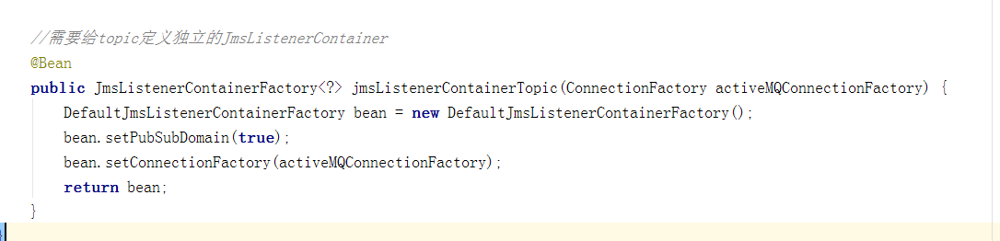 //需要给topic定义独立的JmsListenerContainer
@Bean
public JmsListenerContainerFactory<?> jmsListenerContainerTopic(ConnectionFactory activeMQConnectionFactory) {
DefaultJmsListenerContainerFactory bean = new DefaultJmsListenerContainerFactory();
bean.setPubSubDomain(true);
bean.setConnectionFactory(activeMQConnectionFactory);
return bean;
}
}